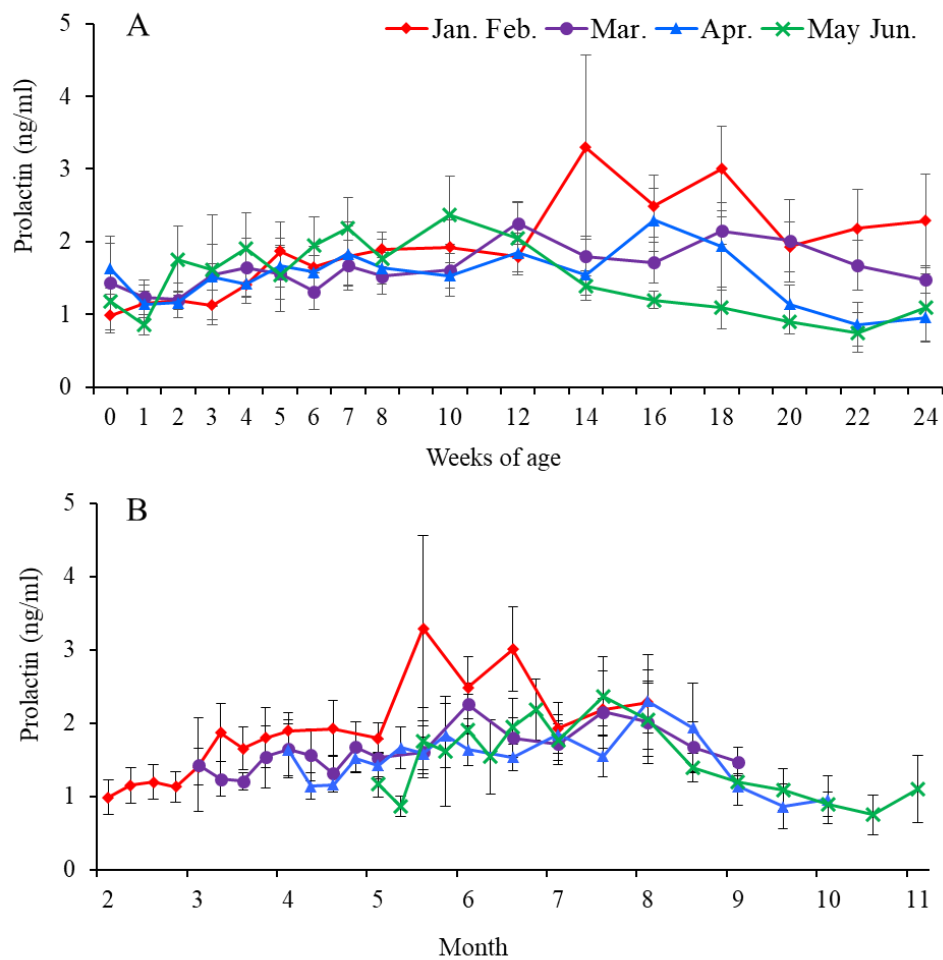 A
Jan. Feb. Mar. Apr. May Jun.
Prolactin (ng/ml)
5
4
3
2
1
0
0 1 2 3 4 5 6 7 8 10 12 14 16 18 20 22 24
Weeks of age
B
Prolactin (ng/ml)
5
4
3
2
1
0
2 3 4 5 6 7 8 9 10 11
Month